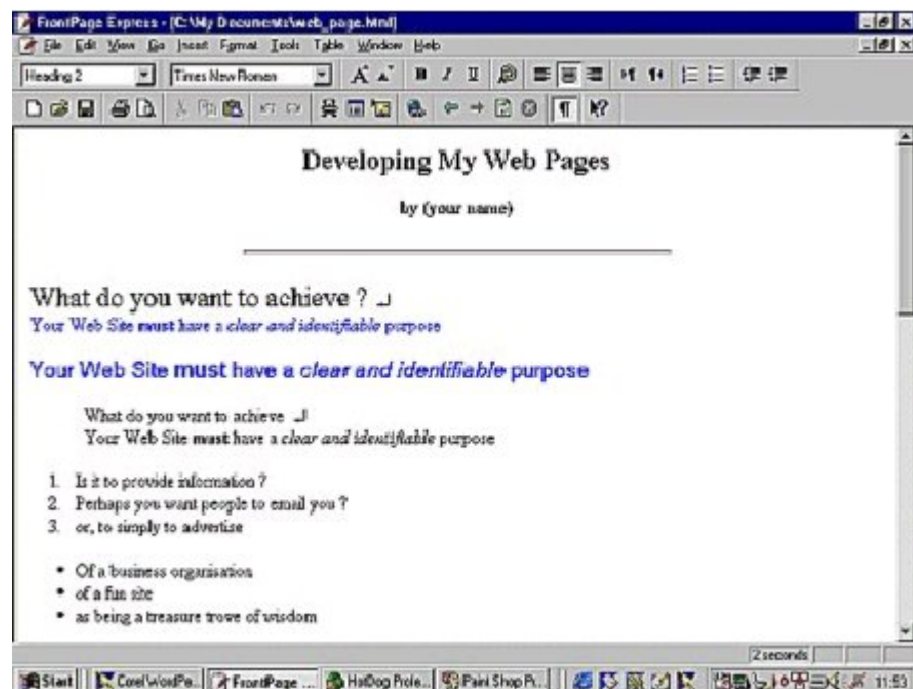 FrontPage Express - [C:\My Documents\web_page.html]
File Edit View Go Insert Format Tools Table Window Help
Heading 2 Times New Roman
Developing My Web Pages
by (your name)
What do you want to achieve ?
Your Web Site must have a clear and identifiable purpose
Your Web Site must have a clear and identifiable purpose
What do you want to achieve
Your Web Site must have a clear and identifiable purpose
1. Is it to provide information ?
2. Perhaps you want people to email you ?
3. or, to simply to advertise
• Of a business organisation
• of a fun site
• as being a treasure trowe of wisdom
2 seconds
Start Corel WordPe... FrontPage ... HotDog Profe... Paint Shop Pr... 11:53